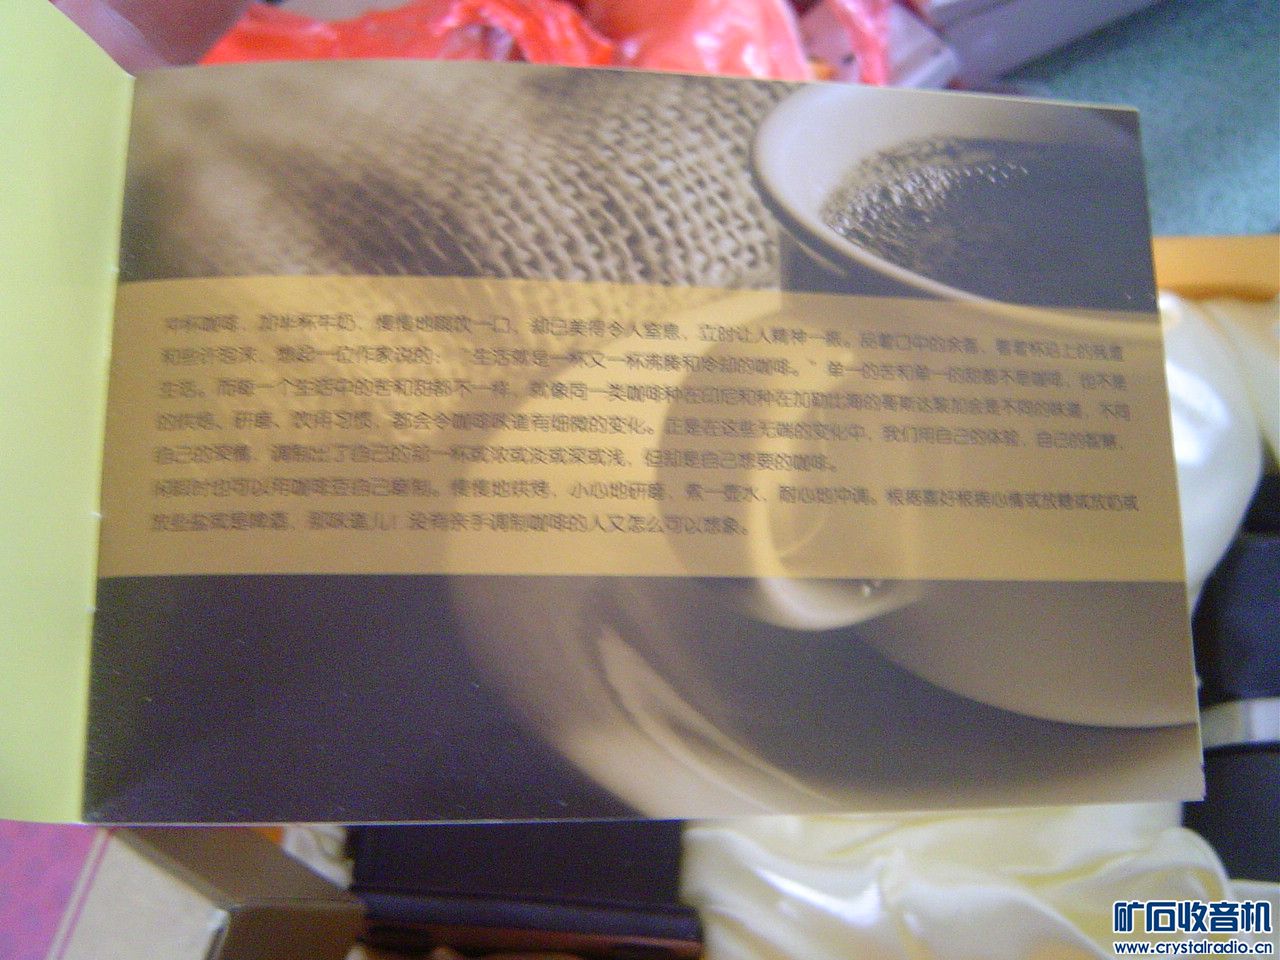 冲杯咖啡，加半杯牛奶，慢慢地啜饮一口，却已美得令人窒息，立时让人精神一振。品着口中的余香，看着杯沿上的残渣
和些许泡沫，想起一位作家说的：“生活就是一杯又一杯沸腾和冷却的咖啡。”单一的苦和单一的甜都不是咖啡，也不是
生活。而每一个生活中的苦和甜都不一样，就像同一类咖啡种在印尼和种在加勒比海的哥斯达黎加会是不同的味道，不同
的烘焙、研磨、饮用习惯，都会令咖啡味道有细微的变化。正是在这些无端的变化中，我们用自己的体验，自己的智慧，
自己的深情，调制出了自己的那一杯或浓或淡或深或浅，但却是自己想要的咖啡。
闲暇时也可以用咖啡豆自己磨制。慢慢地烘烤，小心地研磨，煮一壶水，耐心地冲调。根据喜好根据心情或放糖或放奶或
放些盐或是啤酒，那味道儿！没有亲手调制咖啡的人又怎么可以想象。
矿石收音机
www.crystalradio.cn